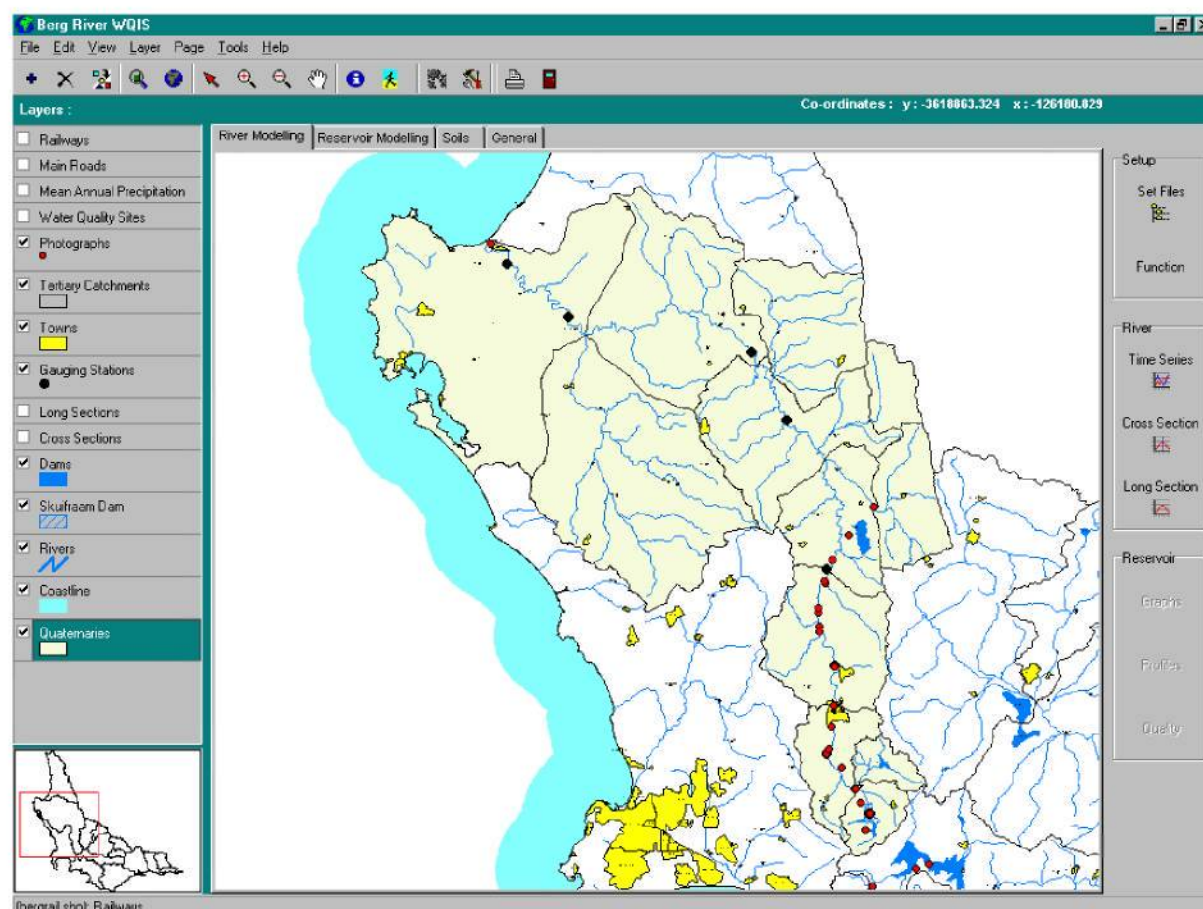 Berg River WQIS
File Edit View Layer Page Tools Help
Layers :
Co-ordinates : y : -3618863.324 x : -126180.829
Railways
Main Roads
Mean Annual Precipitation
Water Quality Sites
Photographs
Tertiary Catchments
Towns
Gauging Stations
Long Sections
Cross Sections
Dams
Skuifraam Dam
Rivers
Coastline
Quaternaries
River Modelling Reservoir Modelling Soils General
Setup
Set Files
Function
River
Time Series
Cross Section
Long Section
Reservoir
Graphs
Profiles
Quality
shp): Railways